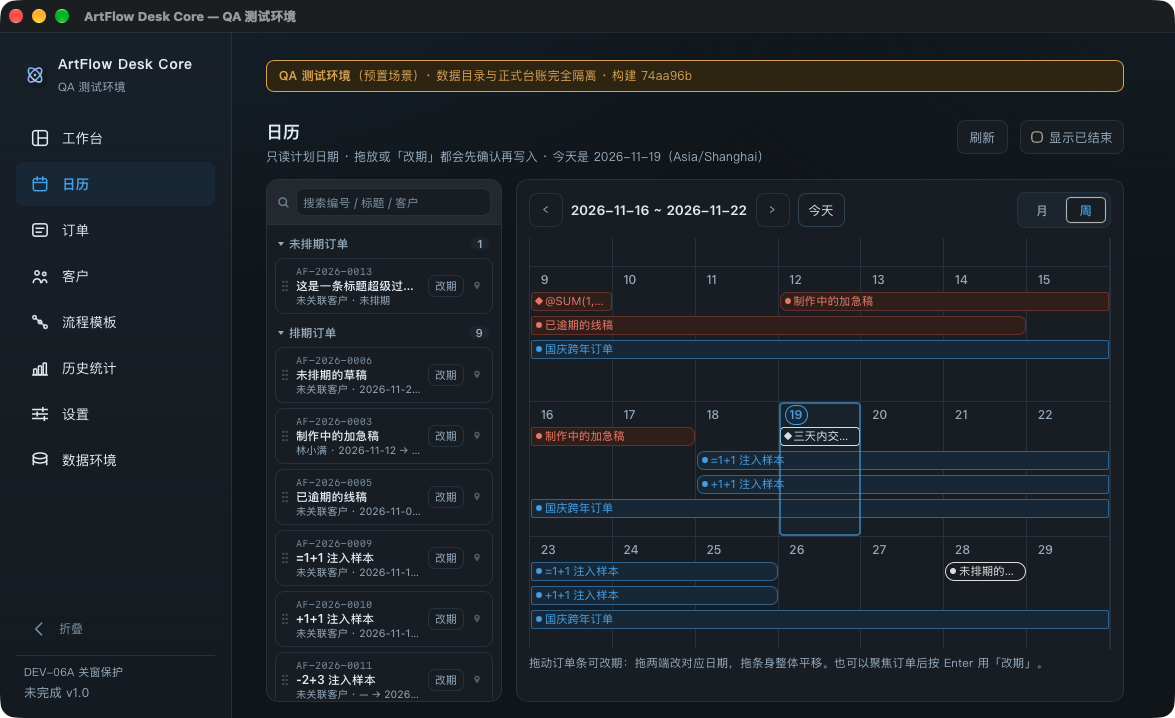 ArtFlow Desk Core — QA 测试环境
ArtFlow Desk Core
QA 测试环境
工作台
日历
订单
客户
流程模板
历史统计
设置
数据环境
折叠
DEV-06A 关窗保护
未完成 v1.0
QA 测试环境（预置场景）· 数据目录与正式台账完全隔离 · 构建 74aa96b
日历
只读计划日期 · 拖放或「改期」都会先确认再写入 · 今天是 2026-11-19（Asia/Shanghai）
刷新
显示已结束
搜索编号 / 标题 / 客户
未排期订单 1
AF-2026-0013
这是一条标题超级过...
未关联客户 · 未排期
改期
排期订单 9
AF-2026-0006
未排期的草稿
未关联客户 · 2026-11-2...
改期
AF-2026-0003
制作中的加急稿
林小满 · 2026-11-12 → ...
改期
AF-2026-0005
已逾期的线稿
未关联客户 · 2026-11-0...
改期
AF-2026-0009
=1+1 注入样本
未关联客户 · 2026-11-1...
改期
AF-2026-0010
+1+1 注入样本
未关联客户 · 2026-11-1...
改期
AF-2026-0011
-2+3 注入样本
未关联客户 · — → 2026...
改期
< 2026-11-16 ~ 2026-11-22 > 今天
月 周
9 10 11 12 13 14 15
@SUM(1,... 制作中的加急稿
已逾期的线稿
国庆跨年订单
16 17 18 19 20 21 22
制作中的加急稿 三天内交...
=1+1 注入样本
+1+1 注入样本
国庆跨年订单
23 24 25 26 27 28 29
=1+1 注入样本 未排期的...
+1+1 注入样本
国庆跨年订单
拖动订单条可改期：拖两端改对应日期，拖条身整体平移。也可以聚焦订单后按 Enter 用「改期」。